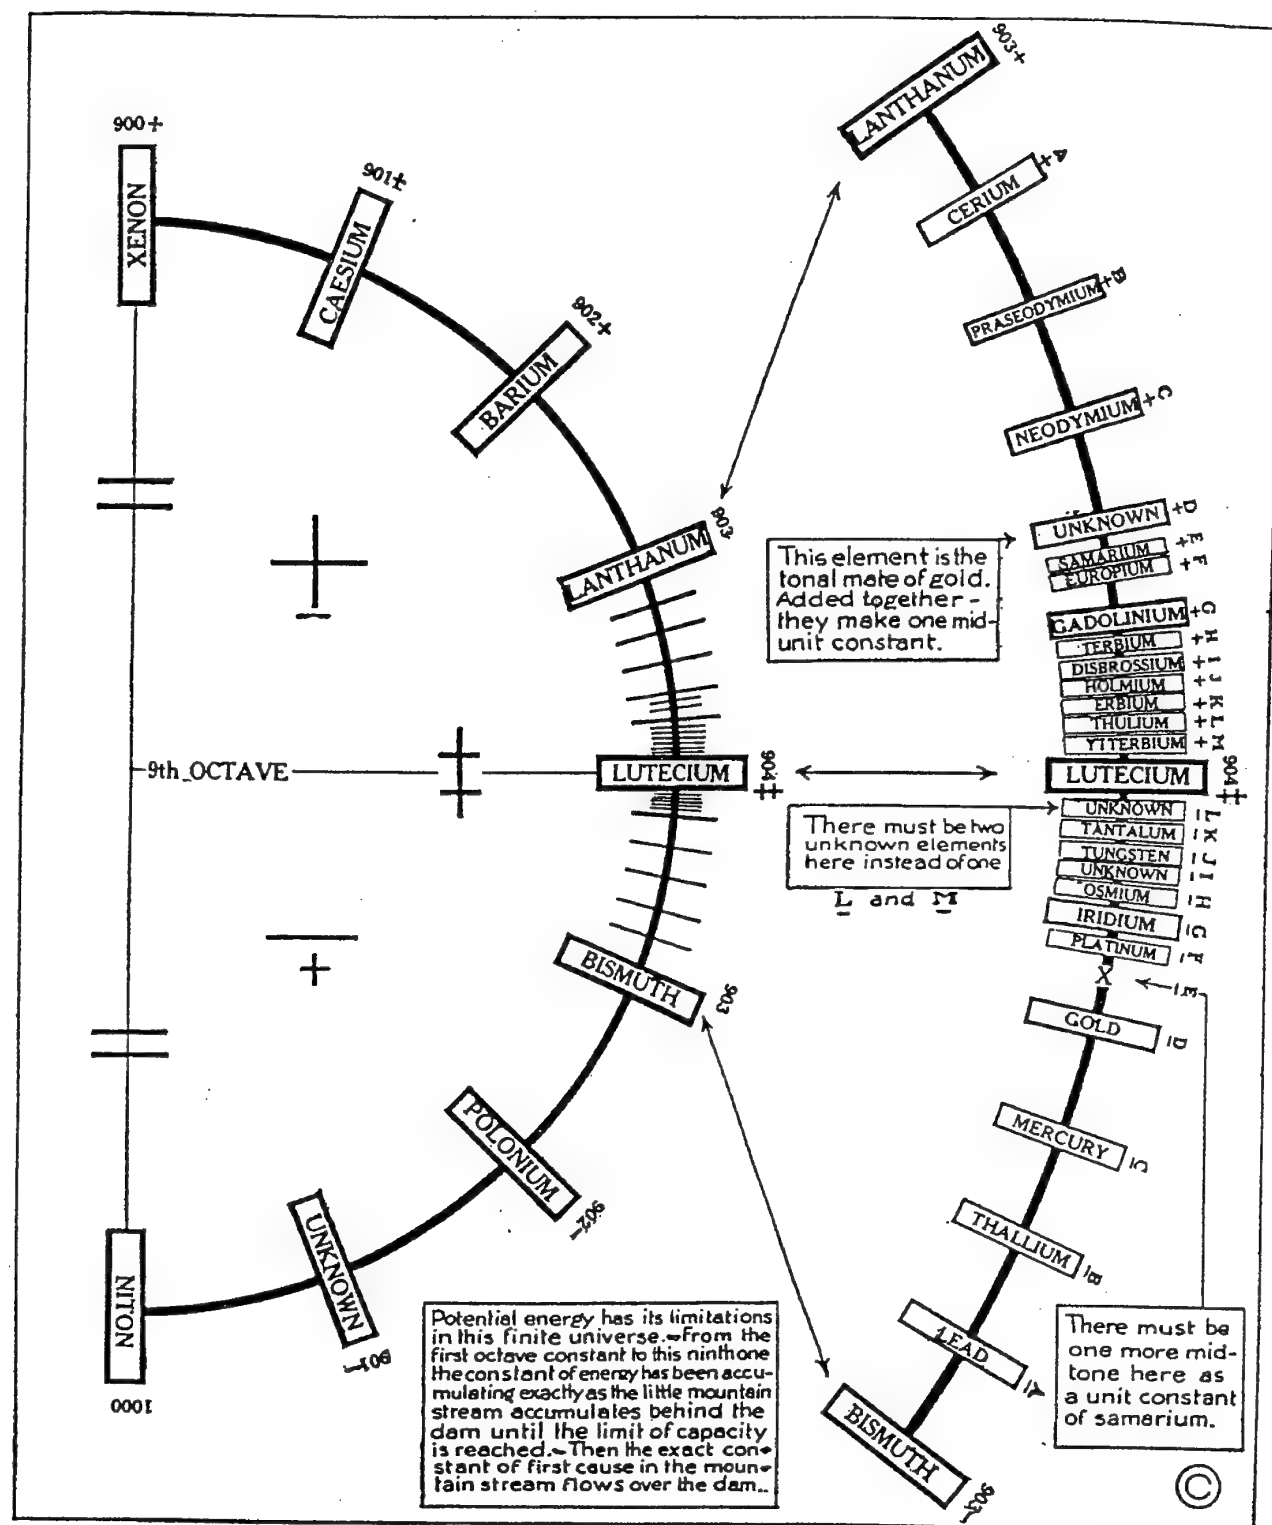 900+
XENON
901±
CAESIUM
902+
BARIUM
903
LANTHANUM
9th OCTAVE
LUTECIUM
904‡
BISMUTH
903
POLONIUM
902-
UNKNOWN
901-
NITON
1000
LANTHANUM
903+
CERIUM
A+
PRASEODYMIUM
B+
NEODYMIUM
C+
UNKNOWN
D+
SAMARIUM
E+
EUROPIUM
F+
GADOLINIUM
G+
TERBIUM
H+
DISBROSSIUM
I+
HOLMIUM
J+
ERBIUM
K+
THULIUM
L+
YTTERBIUM
M+
LUTECIUM
904‡
UNKNOWN
L-
TANTALUM
K-
TUNGSTEN
J-
UNKNOWN
I-
OSMIUM
H-
IRIDIUM
G-
PLATINUM
F-
X
E-
GOLD
D-
MERCURY
C-
THALLIUM
B-
LEAD
A-
BISMUTH
903-
This element is the
tonal mate of gold.
Added together -
they make one mid-
unit constant.
There must be two
unknown elements
here instead of one
L and M
Potential energy has its limitations
in this finite universe.~From the
first octave constant to this ninth one
the constant of energy has been accu-
mulating exactly as the little mountain
stream accumulates behind the
dam until the limit of capacity
is reached.~Then the exact con-
stant of first cause in the moun-
tain stream flows over the dam..
There must be
one more mid-
tone here as
a unit constant
of samarium.
©